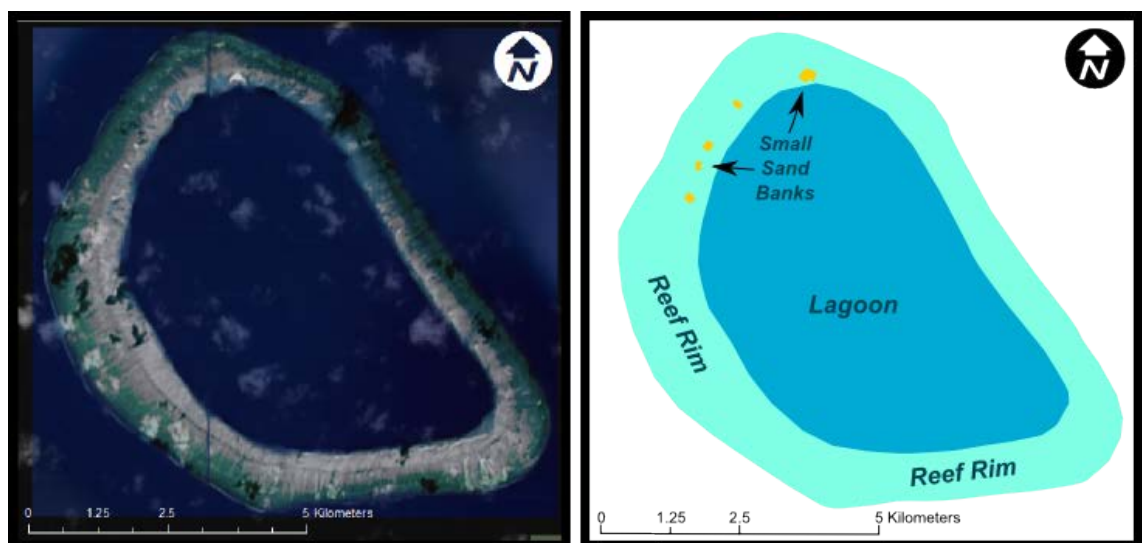 N
0 1.25 2.5 5 Kilometers
N
Small
Sand
Banks
Lagoon
Reef Rim
Reef Rim
0 1.25 2.5 5 Kilometers